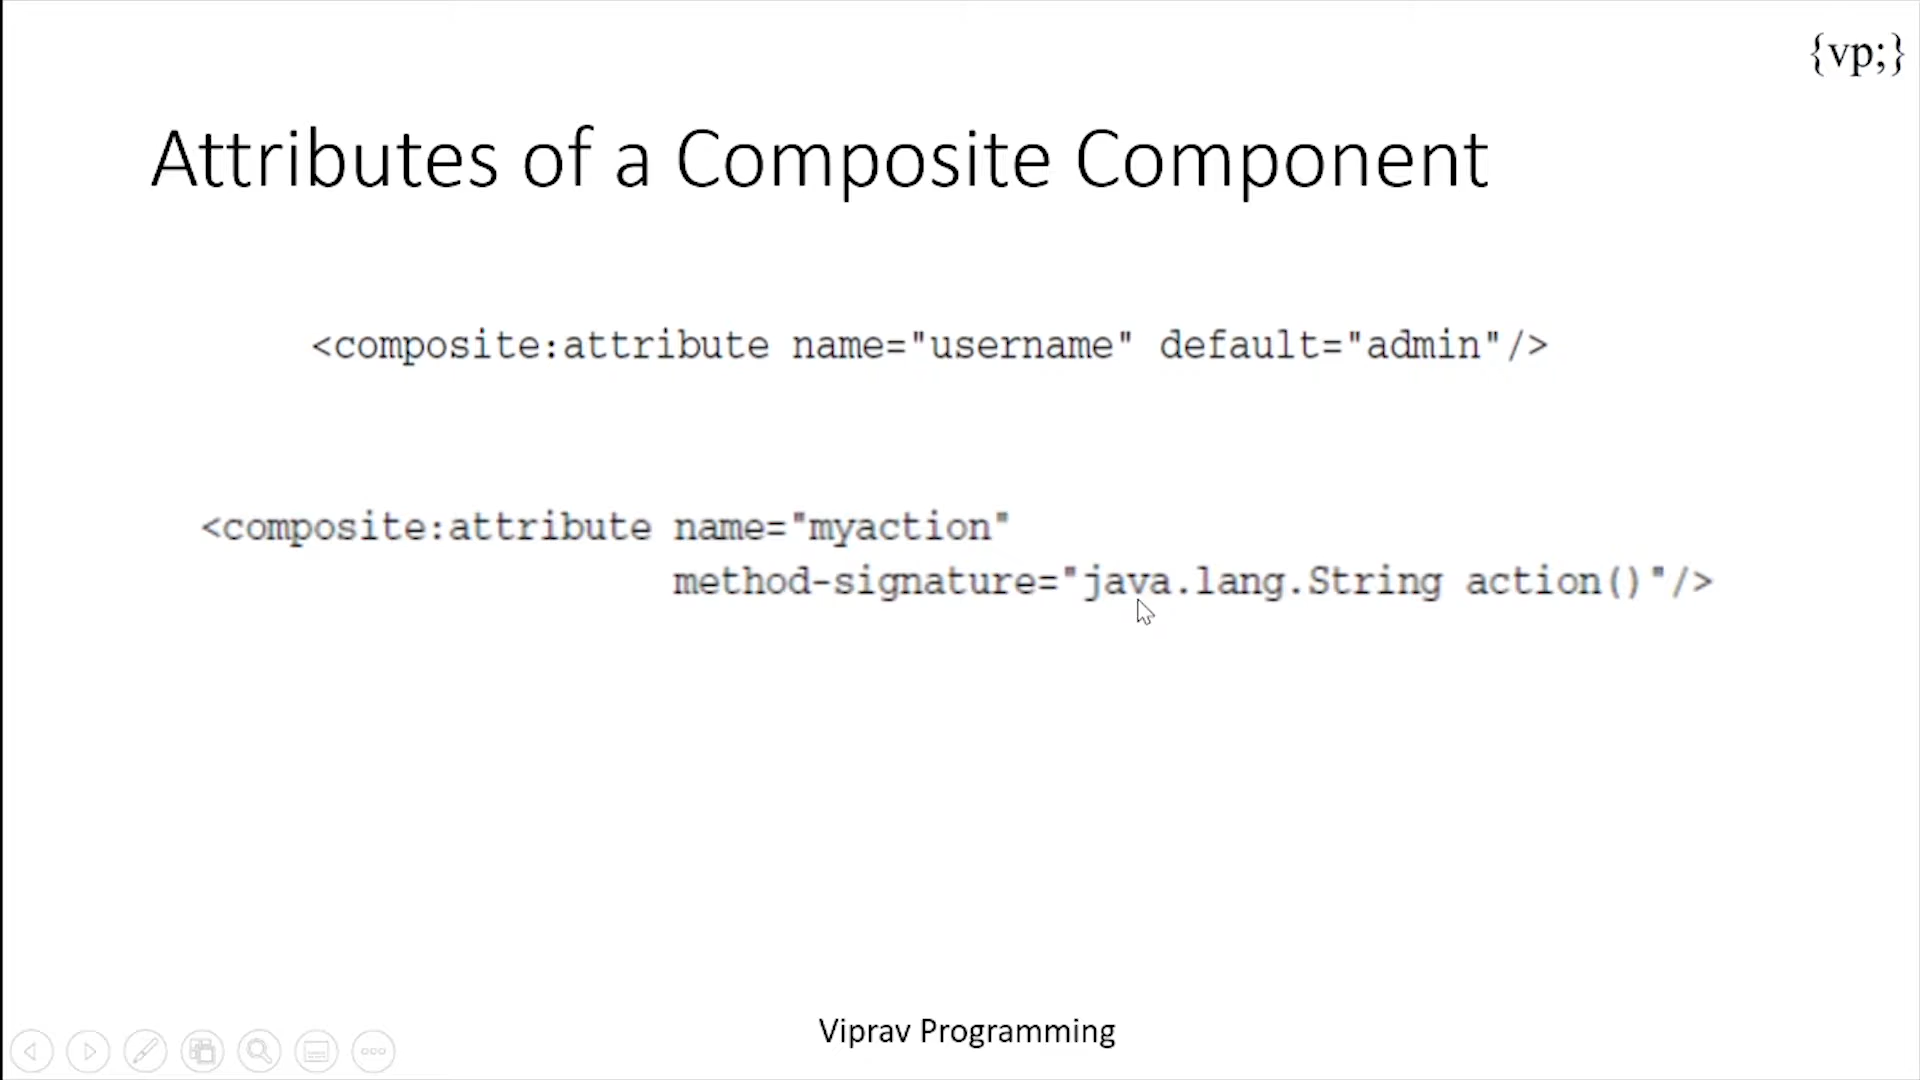 {vp;}
Attributes of a Composite Component
<composite:attribute name="username" default="admin"/>
<composite:attribute name="myaction"
method-signature="java.lang.String action()"/>
Viprav Programming